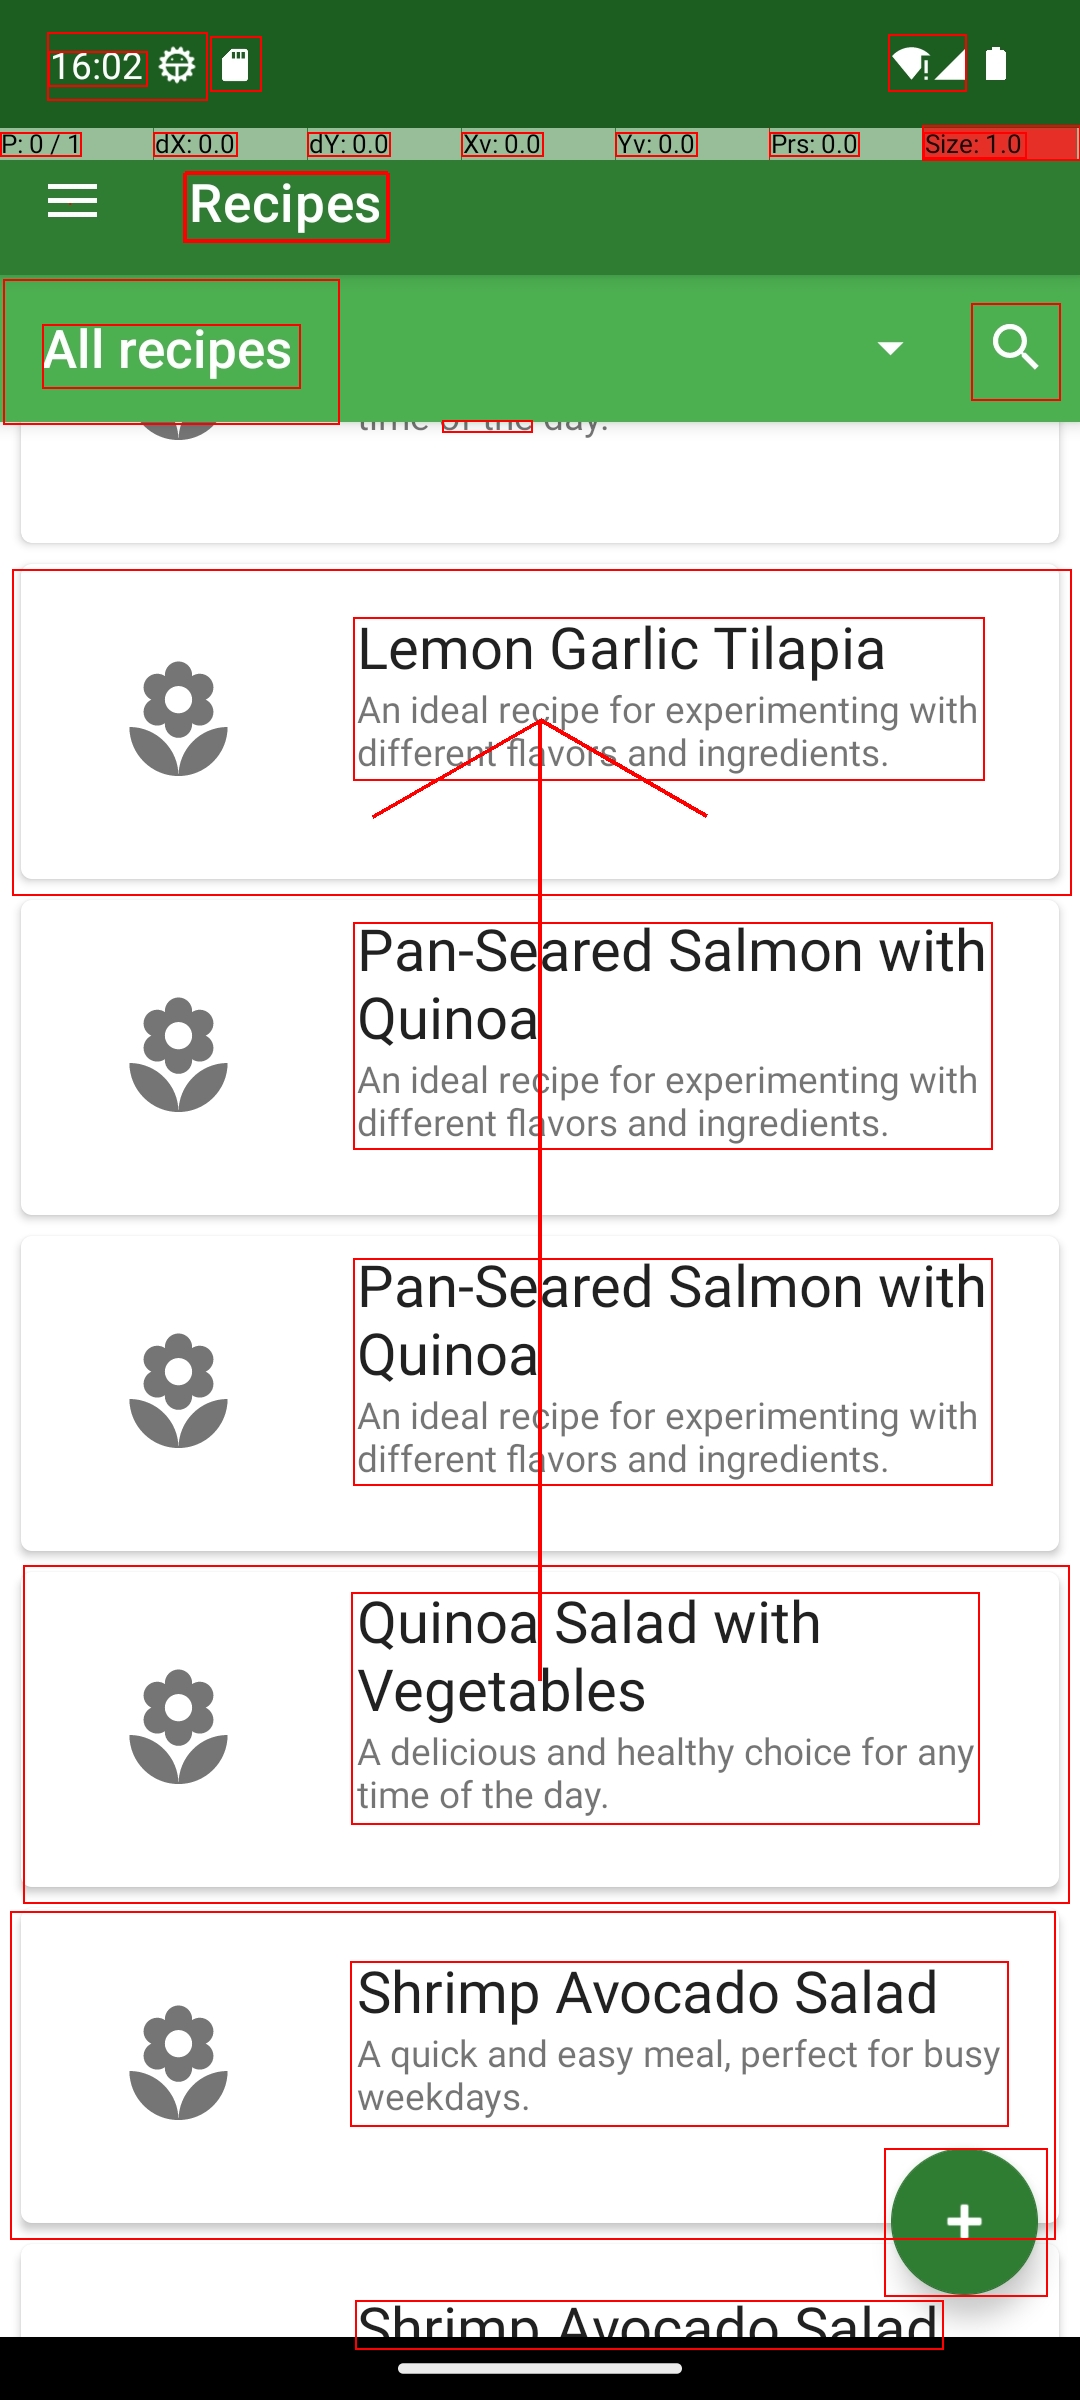 16:02
P: 0 / 1 dX: 0.0 dY: 0.0 Xv: 0.0 Yv: 0.0 Prs: 0.0 Size: 1.0
Recipes
All recipes
time of the day.
Lemon Garlic Tilapia
An ideal recipe for experimenting with
different flavors and ingredients.
Pan-Seared Salmon with
Quinoa
An ideal recipe for experimenting with
different flavors and ingredients.
Pan-Seared Salmon with
Quinoa
An ideal recipe for experimenting with
different flavors and ingredients.
Quinoa Salad with
Vegetables
A delicious and healthy choice for any
time of the day.
Shrimp Avocado Salad
A quick and easy meal, perfect for busy
weekdays.
Shrimp Avocado Salad